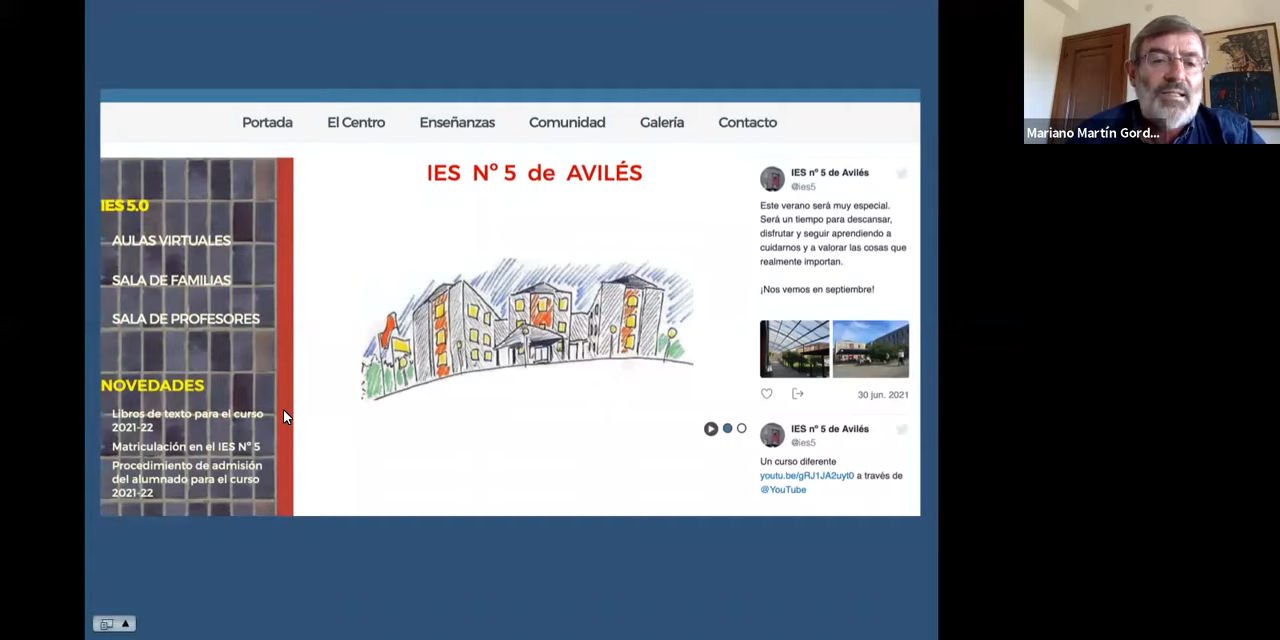 Portada El Centro Enseñanzas Comunidad Galería Contacto
IES 5.0
AULAS VIRTUALES
SALA DE FAMILIAS
SALA DE PROFESORES
NOVEDADES
Libros de texto para el curso
2021-22
Matriculación en el IES Nº 5
Procedimiento de admisión
del alumnado para el curso
2021-22
IES Nº 5 de AVILÉS
IES nº 5 de Avilés
@ies5
Este verano será muy especial.
Será un tiempo para descansar,
disfrutar y seguir aprendiendo a
cuidarnos y a valorar las cosas que
realmente importan.
¡Nos vemos en septiembre!
30 jun. 2021
IES nº 5 de Avilés
@ies5
Un curso diferente
youtu.be/gRJ1JA2uyt0 a través de
@YouTube
Mariano Martín Gord...